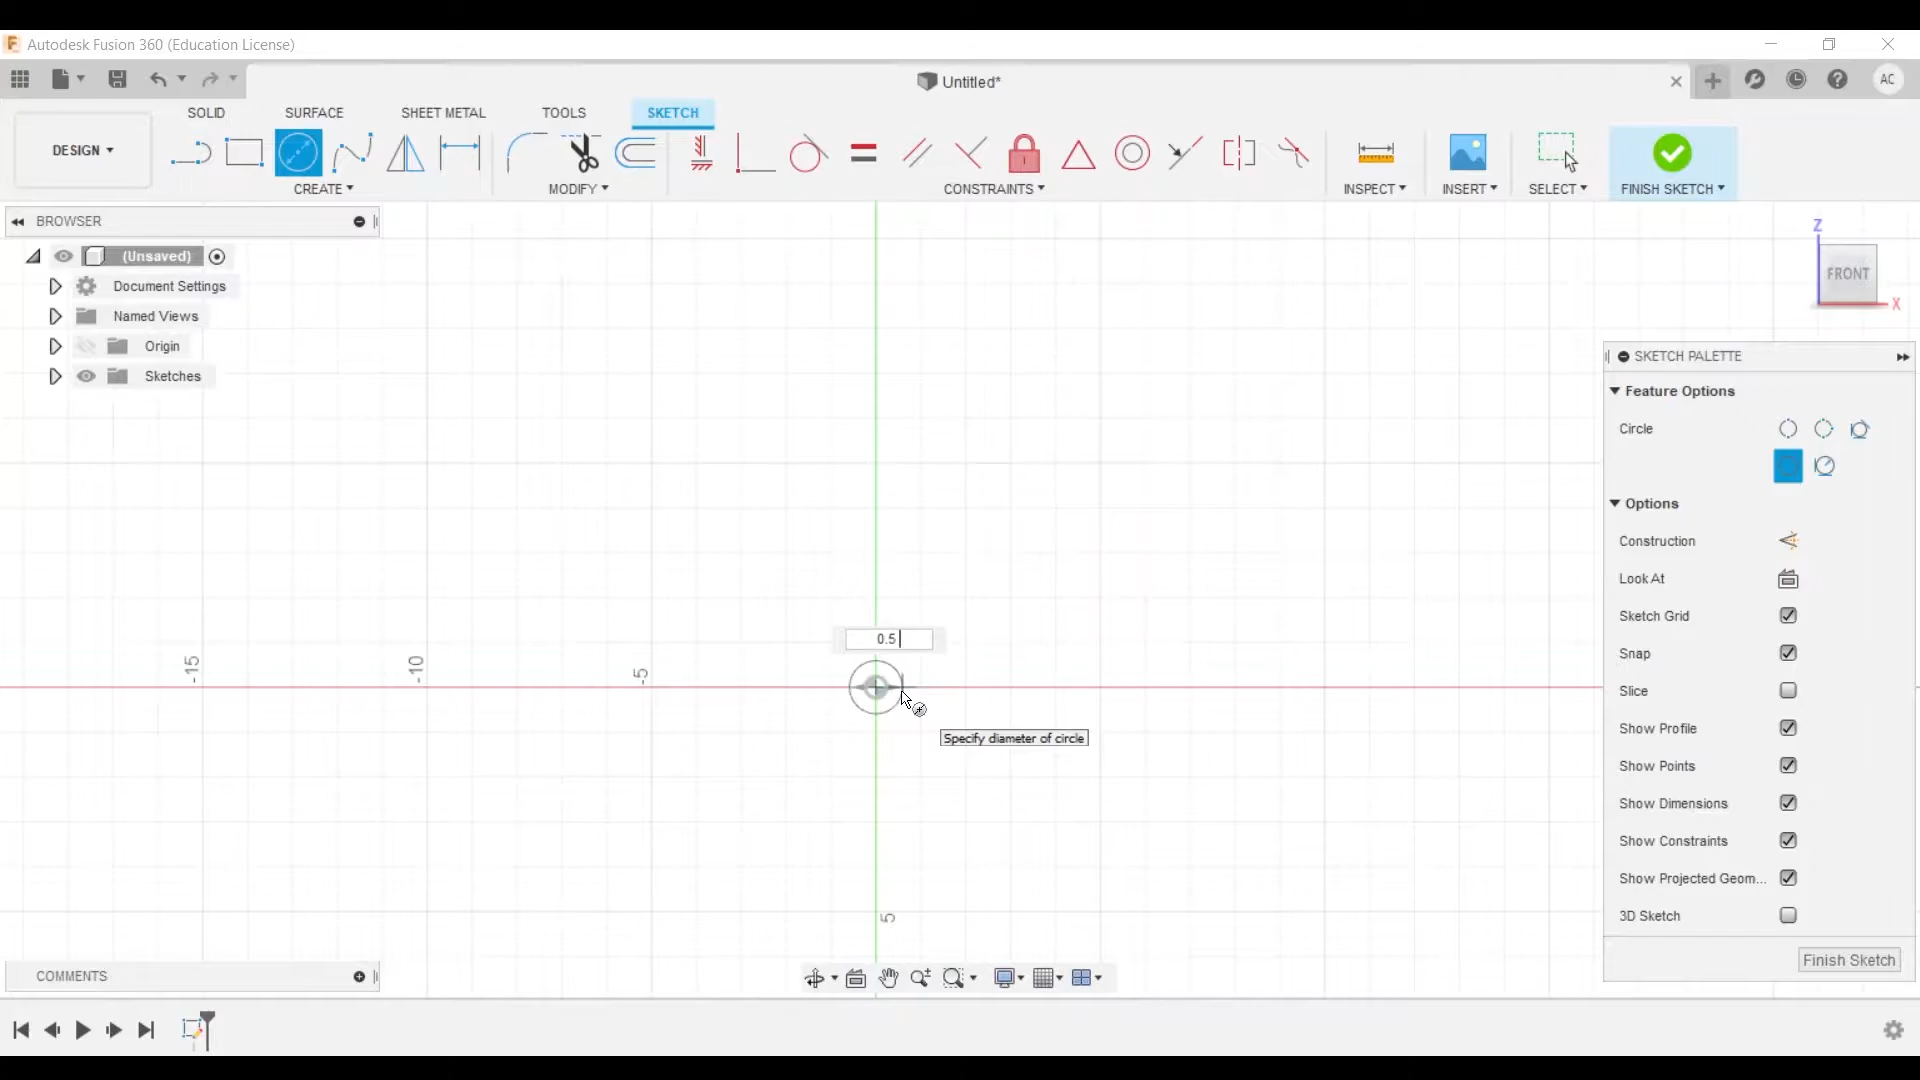 Autodesk Fusion 360 (Education License)
Untitled*
AC
SOLID
SURFACE
SHEET METAL
TOOLS
SKETCH
DESIGN
CREATE
MODIFY
CONSTRAINTS
INSPECT
INSERT
SELECT
FINISH SKETCH
BROWSER
(Unsaved)
Document Settings
Named Views
Origin
Sketches
Z
FRONT
X
SKETCH PALETTE
Feature Options
Circle
Options
Construction
Look At
Sketch Grid
Snap
Slice
Show Profile
Show Points
Show Dimensions
Show Constraints
Show Projected Geom...
3D Sketch
Finish Sketch
0.5
-15
-10
-5
Specify diameter of circle
5
COMMENTS